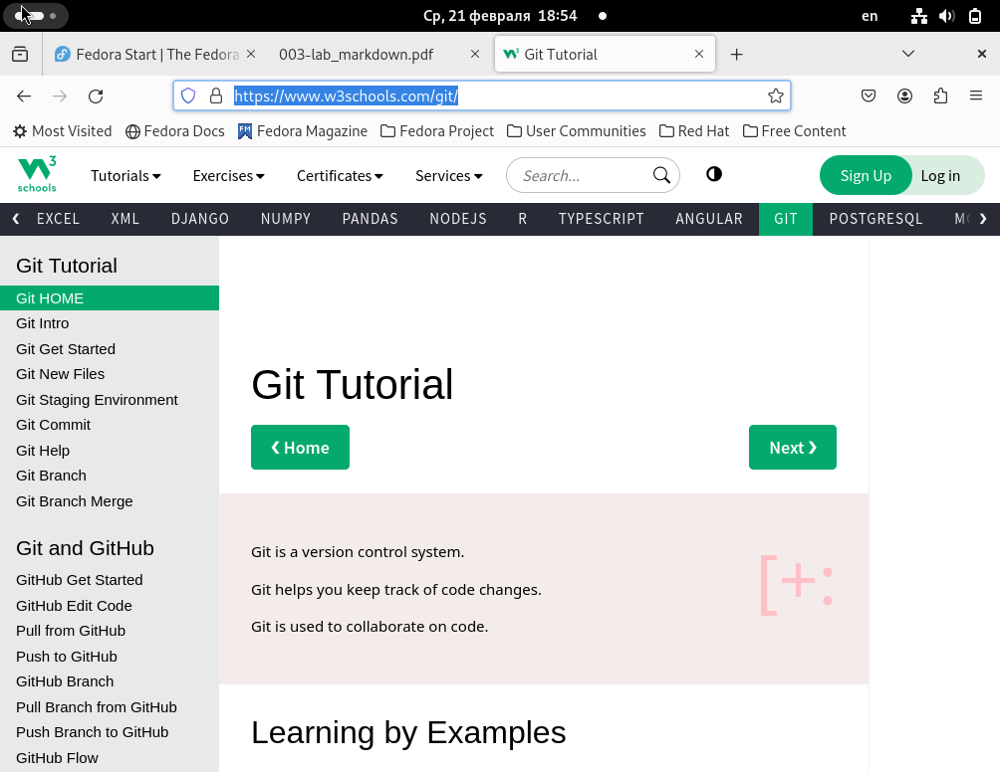 Ср, 21 февраля 18:54
en
Fedora Start | The Fedora
003-lab_markdown.pdf
Git Tutorial
https://www.w3schools.com/git/
Most Visited
Fedora Docs
Fedora Magazine
Fedora Project
User Communities
Red Hat
Free Content
W3 schools
Tutorials
Exercises
Certificates
Services
Search...
Sign Up
Log in
EXCEL
XML
DJANGO
NUMPY
PANDAS
NODEJS
R
TYPESCRIPT
ANGULAR
GIT
POSTGRESQL
Git Tutorial
Git HOME
Git Intro
Git Get Started
Git New Files
Git Staging Environment
Git Commit
Git Help
Git Branch
Git Branch Merge
Git and GitHub
GitHub Get Started
GitHub Edit Code
Pull from GitHub
Push to GitHub
GitHub Branch
Pull Branch from GitHub
Push Branch to GitHub
GitHub Flow
Git Tutorial
❮ Home
Next ❯
Git is a version control system.
Git helps you keep track of code changes.
Git is used to collaborate on code.
[+:
Learning by Examples